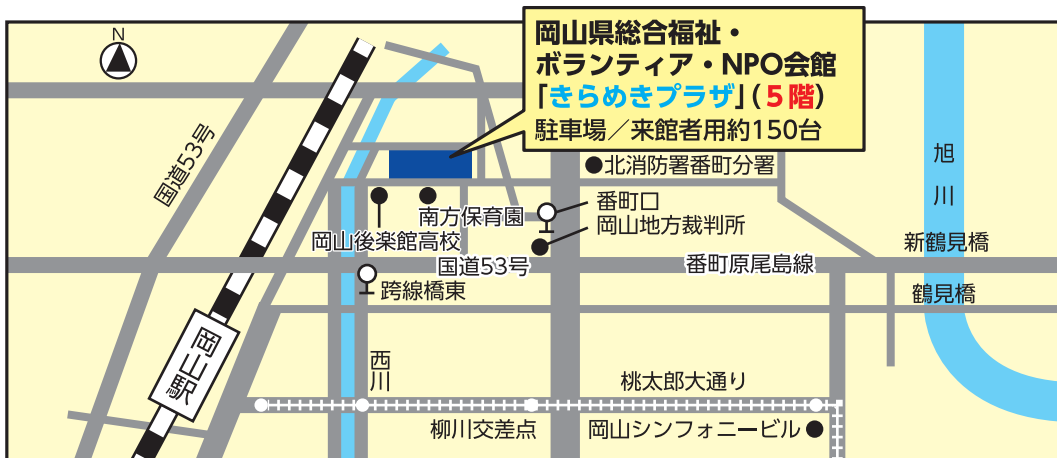 N
岡山県総合福祉・
ボランティア・NPO会館
「きらめきプラザ」(5階)
駐車場／来館者用約150台
国道53号
旭川
北消防署番町分署
番町口
南方保育園
岡山地方裁判所
岡山後楽館高校
新鶴見橋
国道53号
番町原尾島線
跨線橋東
鶴見橋
岡山駅
西川
桃太郎大通り
柳川交差点
岡山シンフォニービル